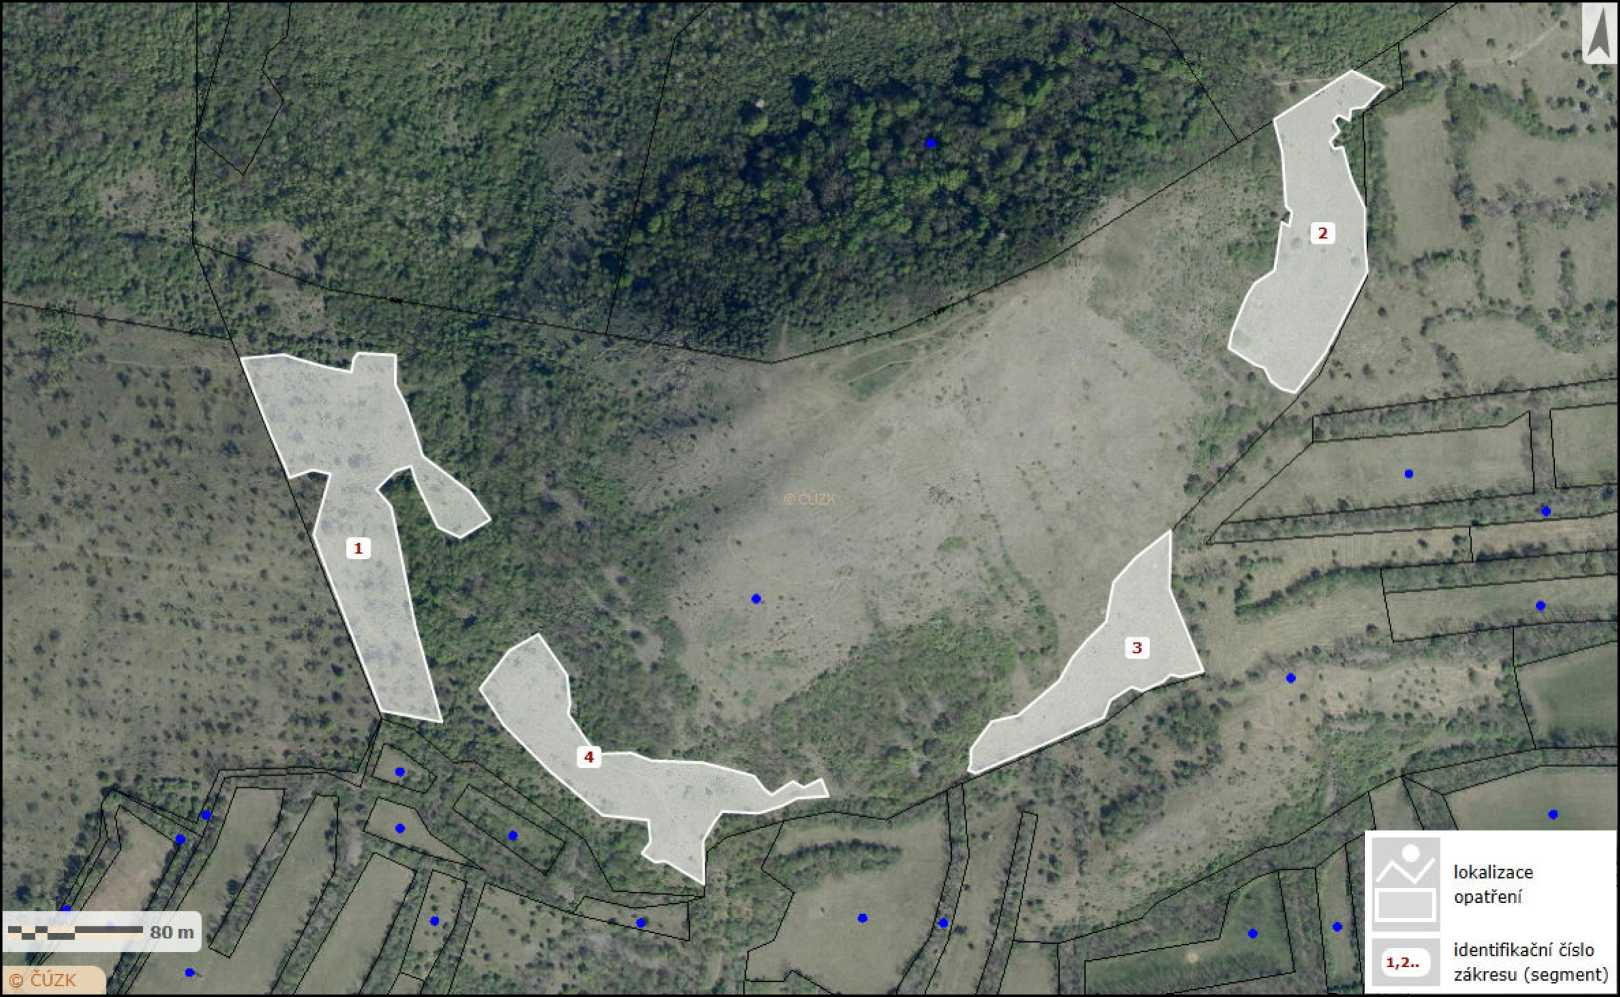 2
© ČÚZK
1
3
4
80 m
© ČÚZK
lokalizace
opatření
1,2..
identifikační číslo
zákresu (segment)